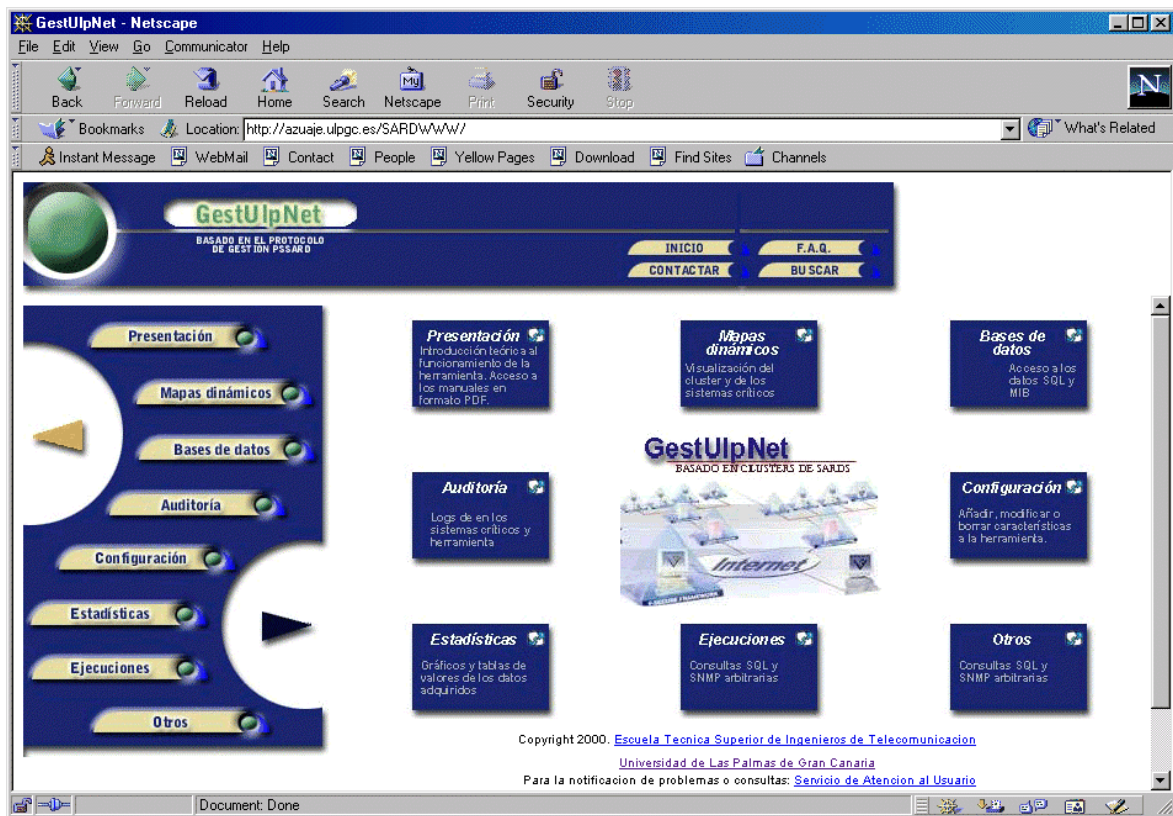 GestUlpNet - Netscape
File Edit View Go Communicator Help
Back Forward Reload Home Search Netscape Print Security Stop
My
N
Bookmarks Location: http://azuaje.ulpgc.es/SARDWWW/ What's Related
Instant Message WebMail Contact People Yellow Pages Download Find Sites Channels
GestUlpNet
BASADO EN EL PROTOCOLO
DE GESTION PSSARD
INICIO F.A.Q.
CONTACTAR BUSCAR
Presentación
Mapas dinámicos
Bases de datos
Auditoría
Configuración
Estadísticas
Ejecuciones
Otros
Presentación
Introducción teórica al
funcionamiento de la
herramienta. Acceso a
los manuales en
formato PDF.
Mapas
dinámicos
Visualización del
cluster y de los
sistemas críticos
Bases de
datos
Acceso a los
datos SQL y
MIB
Auditoría
Logs de en los
sistemas críticos y
herramienta
GestUlpNet
BASADO EN CLUSTERS DE SARDS
Internet
SECURE FRAMEWORK
Configuración
Añadir, modificar o
borrar características
a la herramienta.
Estadísticas
Gráficos y tablas de
valores de los datos
adquiridos
Ejecuciones
Consultas SQL y
SNMP arbitrarias
Otros
Consultas SQL y
SNMP arbitrarias
Copyright 2000. Escuela Tecnica Superior de Ingenieros de Telecomunicacion
Universidad de Las Palmas de Gran Canaria
Para la notificacion de problemas o consultas: Servicio de Atencion al Usuario
Document: Done